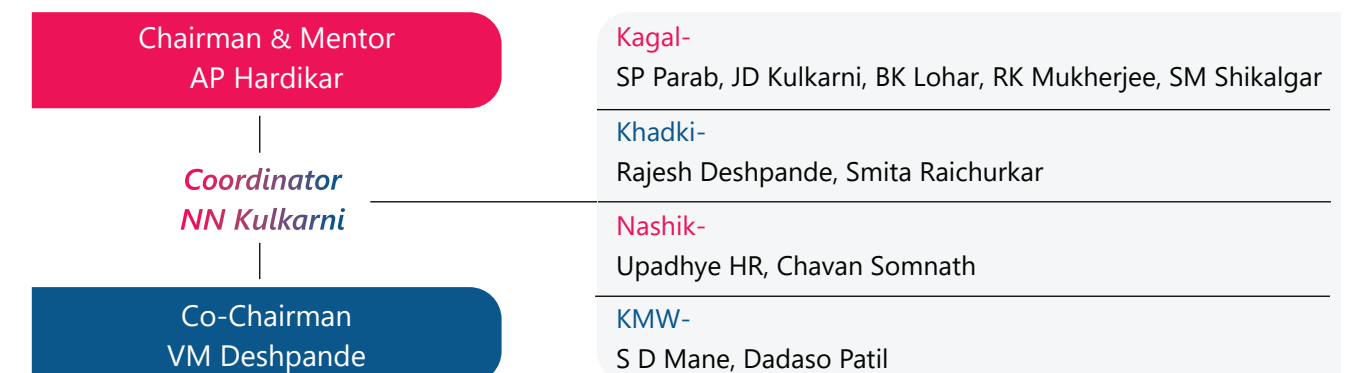 Chairman & Mentor
AP Hardikar
Coordinator
NN Kulkarni
Co-Chairman
VM Deshpande
Kagal-
SP Parab, JD Kulkarni, BK Lohar, RK Mukherjee, SM Shikalgar
Khadki-
Rajesh Deshpande, Smita Raichurkar
Nashik-
Upadhye HR, Chavan Somnath
KMW-
S D Mane, Dadaso Patil